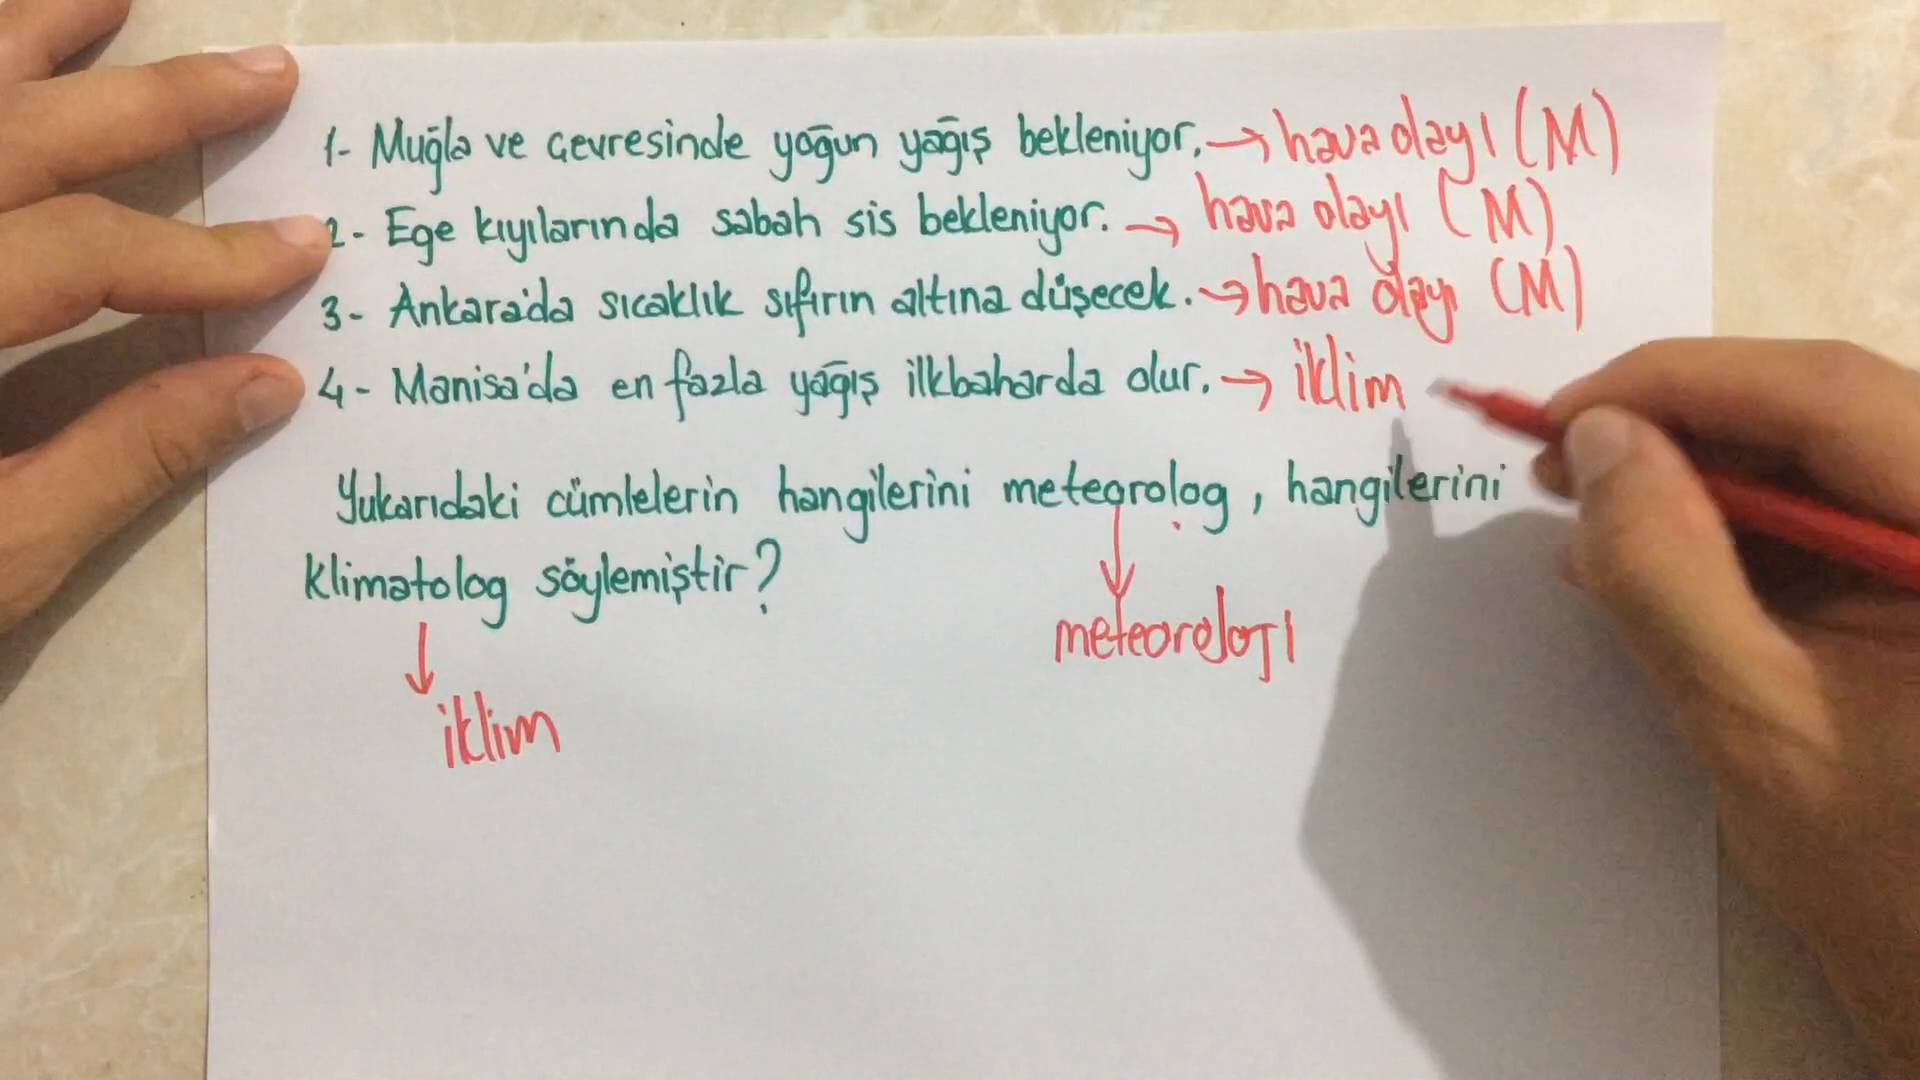 1- Muğla ve çevresinde yoğun yağış bekleniyor. → hava olayı (M)
2- Ege kıyılarında sabah sis bekleniyor. → hava olayı (M)
3- Ankara'da sıcaklık sıfırın altına düşecek. → hava olayı (M)
4- Manisa'da en fazla yağış ilkbaharda olur. → iklim
Yukarıdaki cümlelerin hangilerini meteorolog, hangilerini
klimatolog söylemiştir?
meteoroloji
iklim